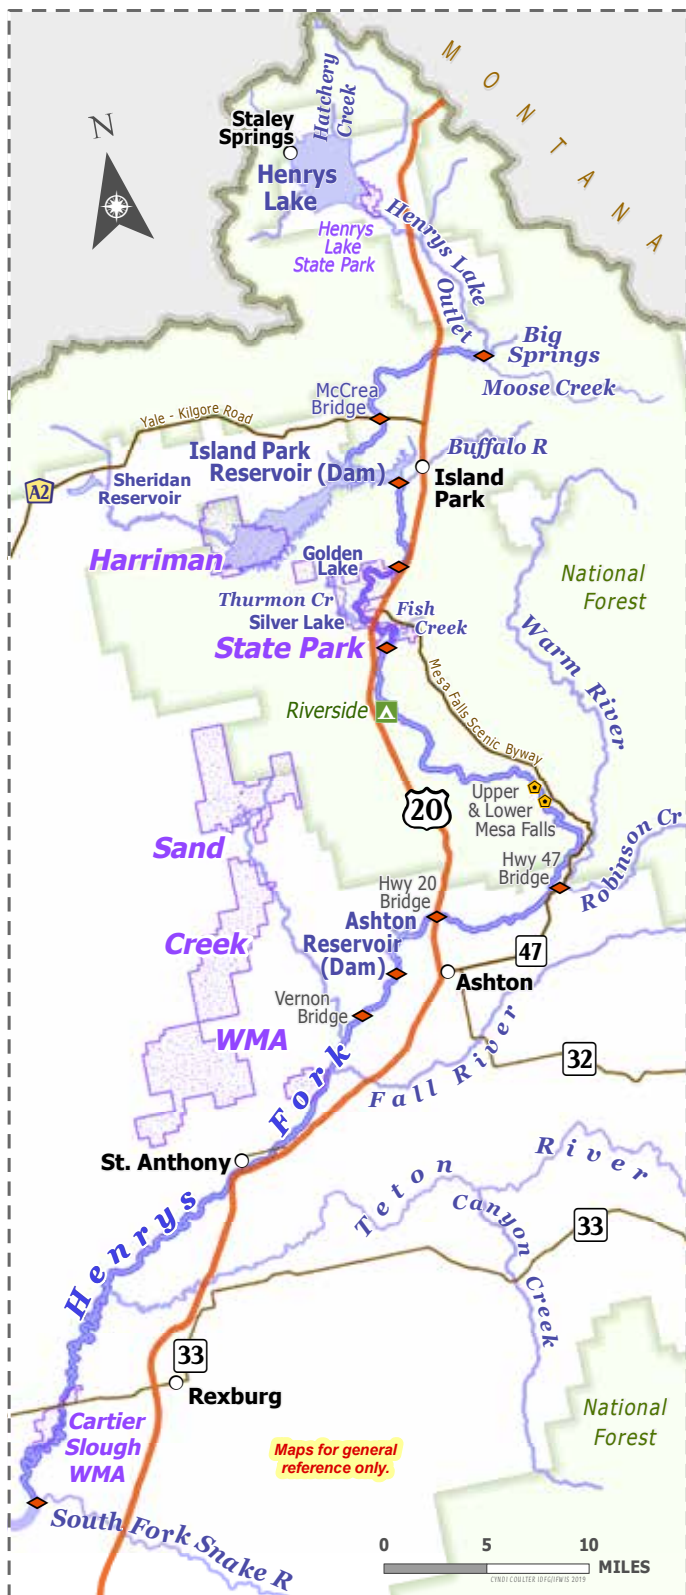 MONTANA
N
Staley
Springs
Hatchery
Creek
Henrys
Lake
Henrys
Lake
State Park
Henrys Lake
Outlet
Big
Springs
Moose Creek
McCrea
Bridge
Yale - Kilgore Road
Island Park
Reservoir (Dam)
Buffalo R
A2
Sheridan
Reservoir
Island
Park
Harriman
Golden
Lake
National
Forest
Thurmon Cr
Silver Lake
Fish
Creek
State Park
Warm River
Mesa Falls Scenic Byway
Riverside
20
Upper
& Lower
Mesa Falls
Sand
Hwy 47
Bridge
Robinson Cr
Hwy 20
Bridge
Ashton
Reservoir
(Dam)
Creek
47
Ashton
Vernon
Bridge
WMA
Fall River
32
Henrys Fork
St. Anthony
Teton River
Canyon Creek
33
33
Rexburg
Cartier
Slough
WMA
National
Forest
Maps for general
reference only.
South Fork Snake R
0 5 10
MILES
CYNDI COULTER IDFG/IFWIS 2019